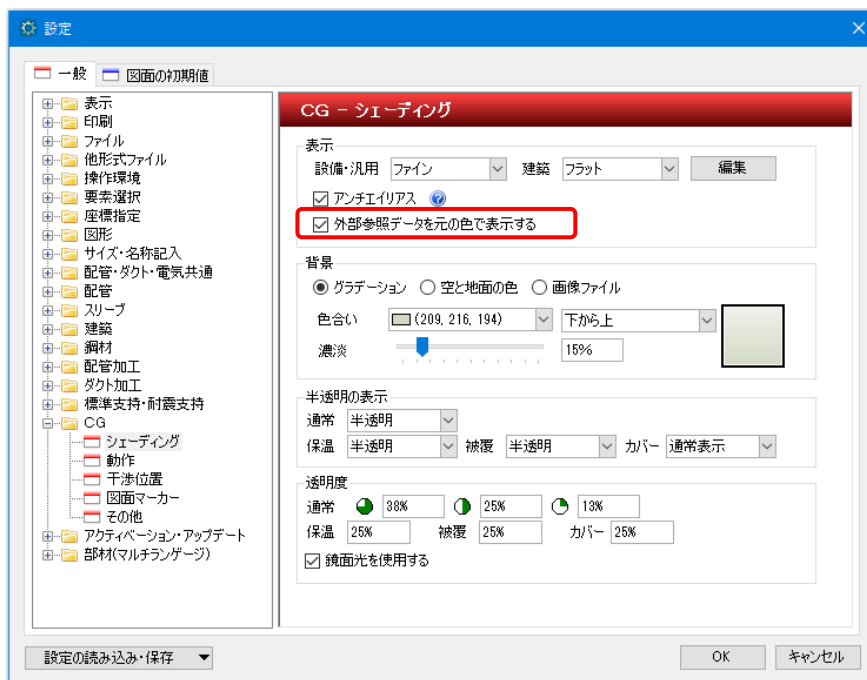 設定
一般 図面の初期値
表示
印刷
ファイル
他形式ファイル
操作環境
要素選択
座標指定
図形
サイズ・名称記入
配管・ダクト・電気共通
配管
スリーブ
建築
鋼材
配管加工
ダクト加工
標準支持・耐震支持
CG
シェーディング
動作
干渉位置
図面マーカー
その他
アクティベーション・アップデート
部材(マルチランゲージ)
CG - シェーディング
表示
設備・汎用 ファイン 建築 フラット 編集
アンチエイリアス
外部参照データを元の色で表示する
背景
グラデーション 空と地面の色 画像ファイル
色合い (209, 216, 194) 下から上
濃淡 15%
半透明の表示
通常 半透明
保温 半透明 被覆 半透明 カバー 通常表示
透明度
通常 38% 25% 13%
保温 25% 被覆 25% カバー 25%
鏡面光を使用する
設定の読み込み・保存 OK キャンセル